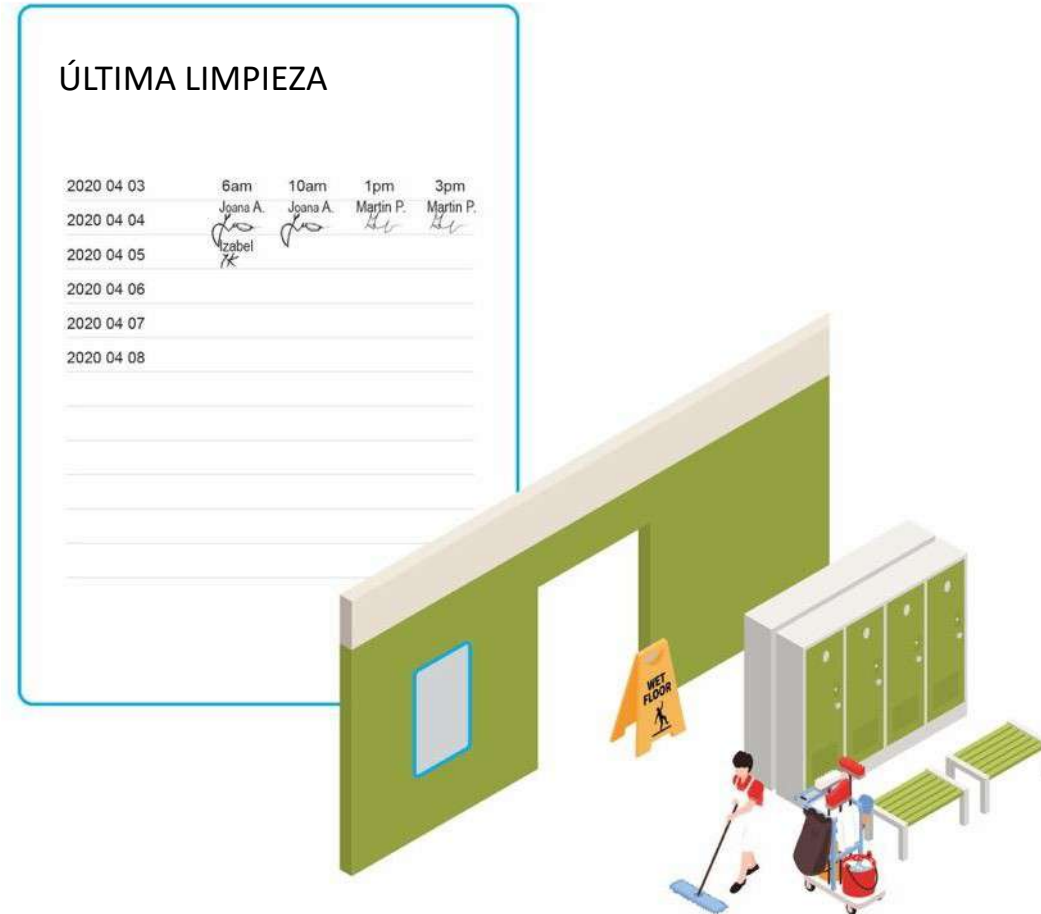 ÚLTIMA LIMPIEZA
2020 04 03 6am 10am 1pm 3pm
Joana A. Joana A. Martin P. Martin P.
2020 04 04
Izabel
2020 04 05
2020 04 06
2020 04 07
2020 04 08
WET
FLOOR